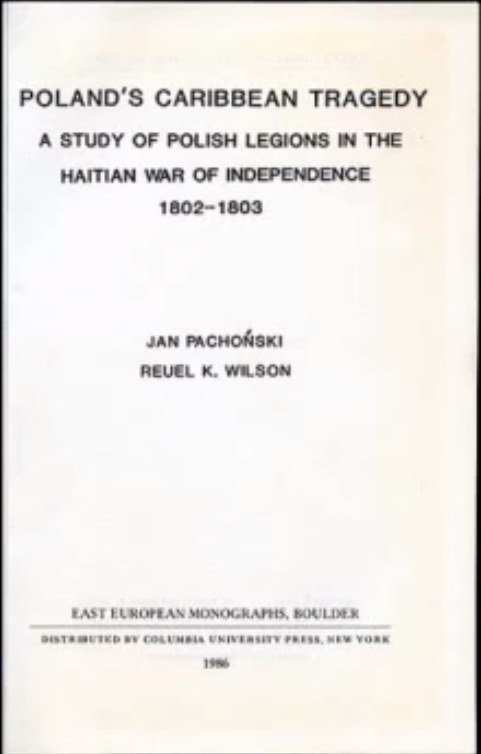 POLAND'S CARIBBEAN TRAGEDY
A STUDY OF POLISH LEGIONS IN THE
HAITIAN WAR OF INDEPENDENCE
1802-1803
JAN PACHOŃSKI
REUEL K. WILSON
EAST EUROPEAN MONOGRAPHS, BOULDER
DISTRIBUTED BY COLUMBIA UNIVERSITY PRESS, NEW YORK
1986